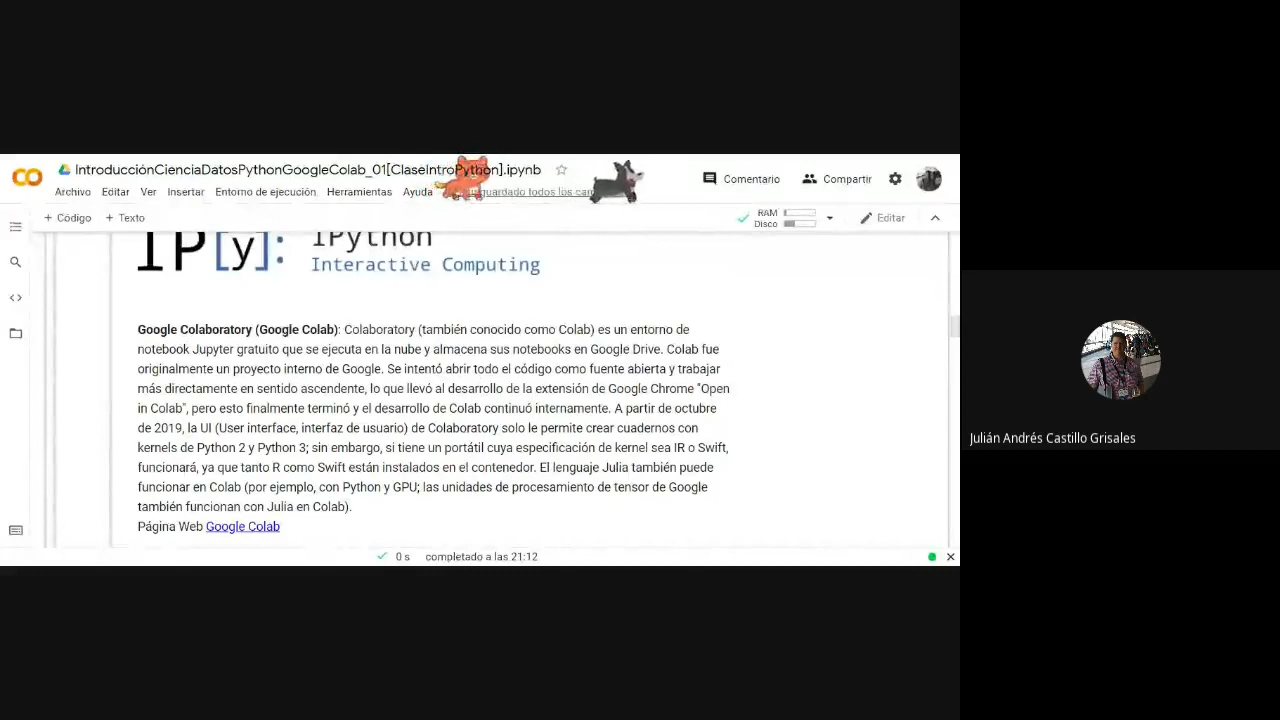 IntroducciónCienciaDatosPythonGoogleColab_01[ClaseIntroPython].ipynb
Comentario
Compartir
Archivo Editar Ver Insertar Entorno de ejecución Herramientas Ayuda guardado todos los cam
+ Código + Texto
RAM
Disco
Editar
IP[y]: IPython
Interactive Computing
Google Colaboratory (Google Colab): Colaboratory (también conocido como Colab) es un entorno de
notebook Jupyter gratuito que se ejecuta en la nube y almacena sus notebooks en Google Drive. Colab fue
originalmente un proyecto interno de Google. Se intentó abrir todo el código como fuente abierta y trabajar
más directamente en sentido ascendente, lo que llevó al desarrollo de la extensión de Google Chrome "Open
in Colab", pero esto finalmente terminó y el desarrollo de Colab continuó internamente. A partir de octubre
de 2019, la UI (User interface, interfaz de usuario) de Colaboratory solo le permite crear cuadernos con
kernels de Python 2 y Python 3; sin embargo, si tiene un portátil cuya especificación de kernel sea IR o Swift,
funcionará, ya que tanto R como Swift están instalados en el contenedor. El lenguaje Julia también puede
funcionar en Colab (por ejemplo, con Python y GPU; las unidades de procesamiento de tensor de Google
también funcionan con Julia en Colab).
Página Web Google Colab
0 s completado a las 21:12
Julián Andrés Castillo Grisales